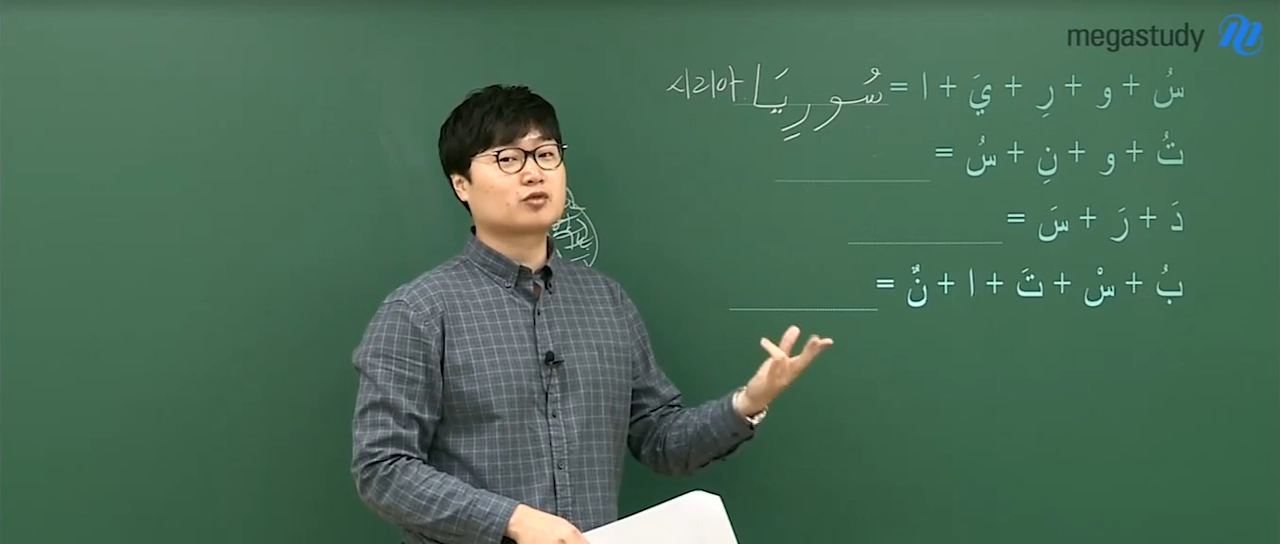 megastudy
سُ + و + رِ + يَ + ا = سُورِيَا 시리아
تُ + و + نِ + سُ =
دَ + رَ + سَ =
بُ + سْ + تَ + ا + نٌ =